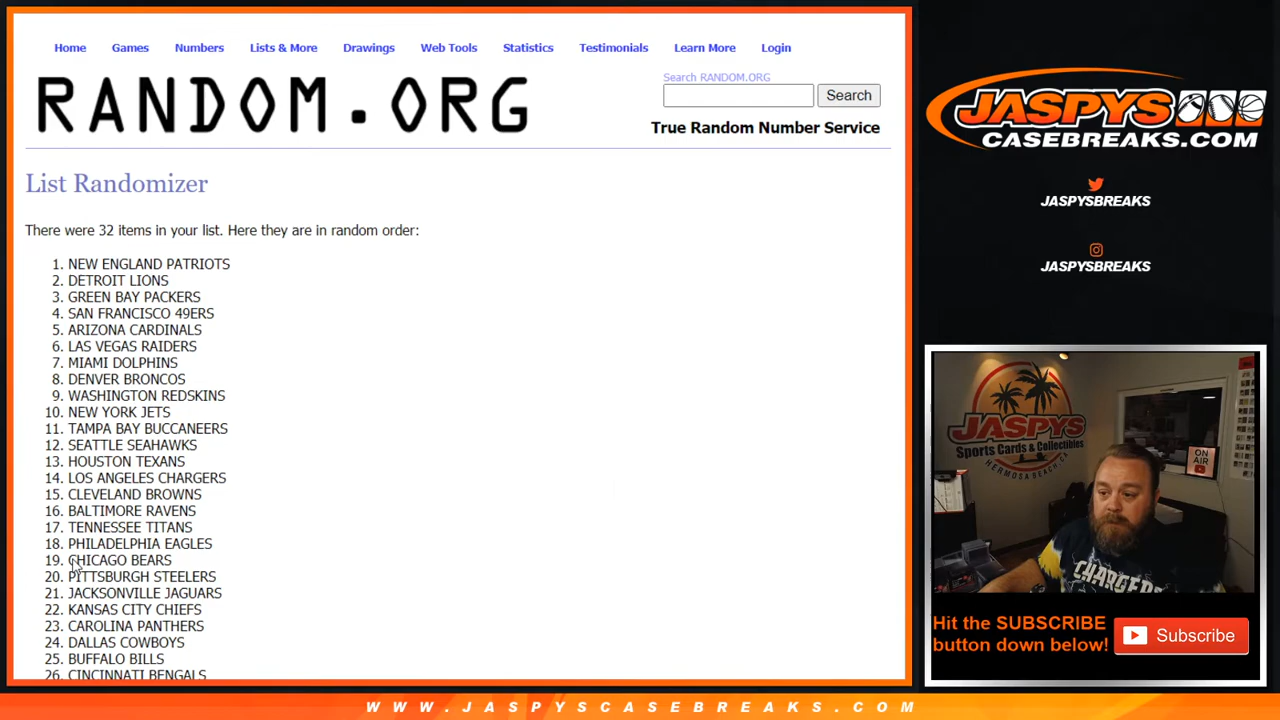 Home Games Numbers Lists & More Drawings Web Tools Statistics Testimonials Learn More Login
RANDOM.ORG
Search RANDOM.ORG
Search
True Random Number Service
List Randomizer
There were 32 items in your list. Here they are in random order:
1. NEW ENGLAND PATRIOTS
2. DETROIT LIONS
3. GREEN BAY PACKERS
4. SAN FRANCISCO 49ERS
5. ARIZONA CARDINALS
6. LAS VEGAS RAIDERS
7. MIAMI DOLPHINS
8. DENVER BRONCOS
9. WASHINGTON REDSKINS
10. NEW YORK JETS
11. TAMPA BAY BUCCANEERS
12. SEATTLE SEAHAWKS
13. HOUSTON TEXANS
14. LOS ANGELES CHARGERS
15. CLEVELAND BROWNS
16. BALTIMORE RAVENS
17. TENNESSEE TITANS
18. PHILADELPHIA EAGLES
19. CHICAGO BEARS
20. PITTSBURGH STEELERS
21. JACKSONVILLE JAGUARS
22. KANSAS CITY CHIEFS
23. CAROLINA PANTHERS
24. DALLAS COWBOYS
25. BUFFALO BILLS
26. CINCINNATI BENGALS
JASPYS
CASEBREAKS.COM
JASPYSBREAKS
JASPYSBREAKS
JASPYS
Sports Cards & Collectibles
HERMOSA BEACH, CA
ON
AIR
CHARGERS
Hit the SUBSCRIBE
button down below!
Subscribe
WWW.JASPYSCASEBREAKS.COM